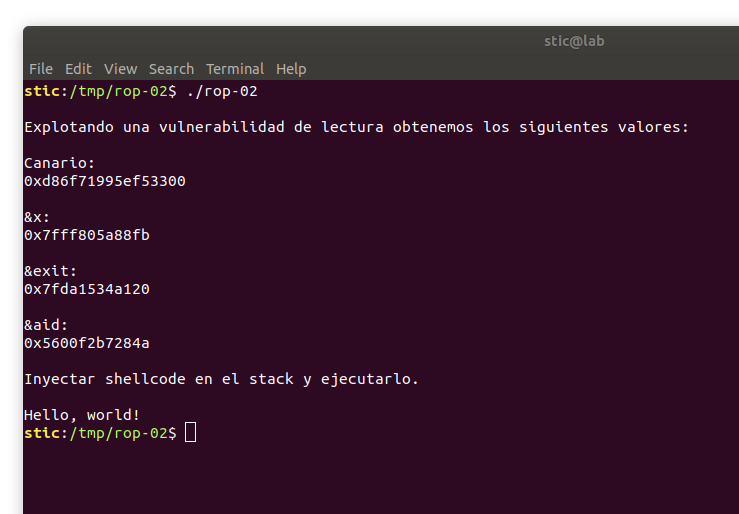 stic@lab
File Edit View Search Terminal Help
stic:/tmp/rop-02$ ./rop-02
Explotando una vulnerabilidad de lectura obtenemos los siguientes valores:
Canario:
0xd86f71995ef53300
&x:
0x7fff805a88fb
&exit:
0x7fda1534a120
&aid:
0x5600f2b7284a
Inyectar shellcode en el stack y ejecutarlo.
Hello, world!
stic:/tmp/rop-02$